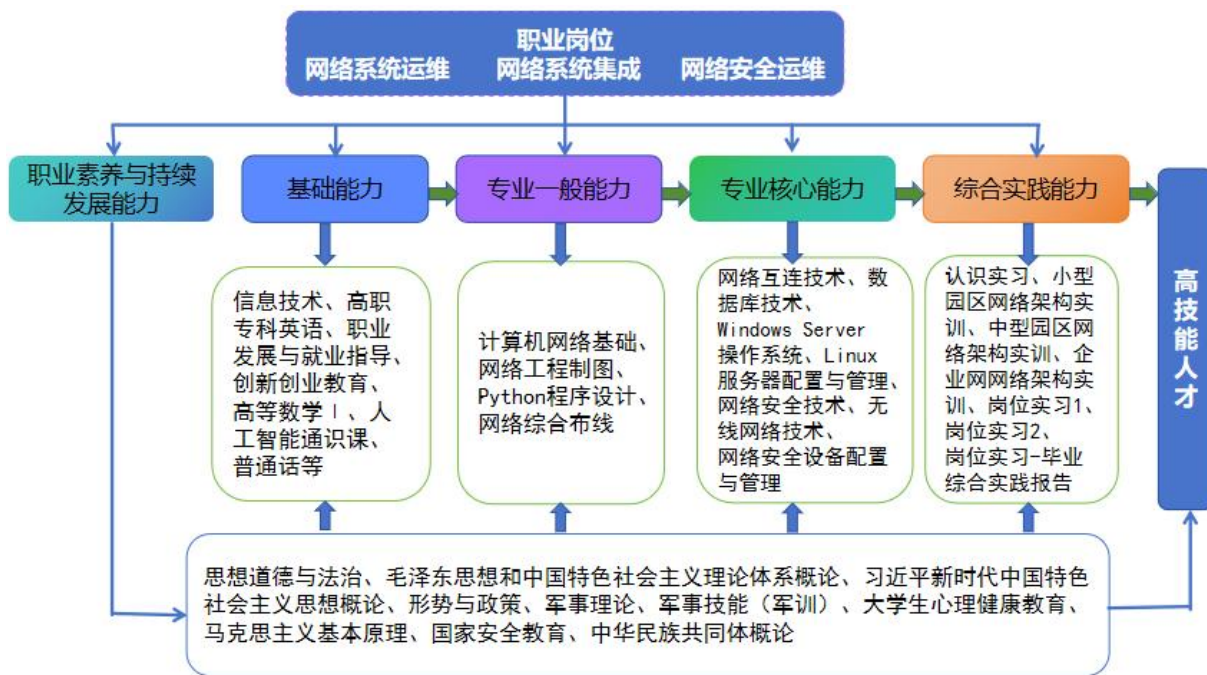 职业岗位
网络系统运维 网络系统集成 网络安全运维
职业素养与持续
发展能力
基础能力
专业一般能力
专业核心能力
综合实践能力
高技能人才
信息技术、高职
专科英语、职业
发展与就业指导、
创新创业教育、
高等数学Ⅰ、人
工智能通识课、
普通话等
计算机网络基础、
网络工程制图、
Python程序设计、
网络综合布线
网络互连技术、数
据库技术、
Windows Server
操作系统、Linux
服务器配置与管理、
网络安全技术、无
线网络技术、
网络安全设备配置
与管理
认识实习、小型
园区网络架构实
训、中型园区网
络架构实训、企
业网网络架构实
训、岗位实习1、
岗位实习2、
岗位实习-毕业
综合实践报告
思想道德与法治、毛泽东思想和中国特色社会主义理论体系概论、习近平新时代中国特色
社会主义思想概论、形势与政策、军事理论、军事技能（军训）、大学生心理健康教育、
马克思主义基本原理、国家安全教育、中华民族共同体概论